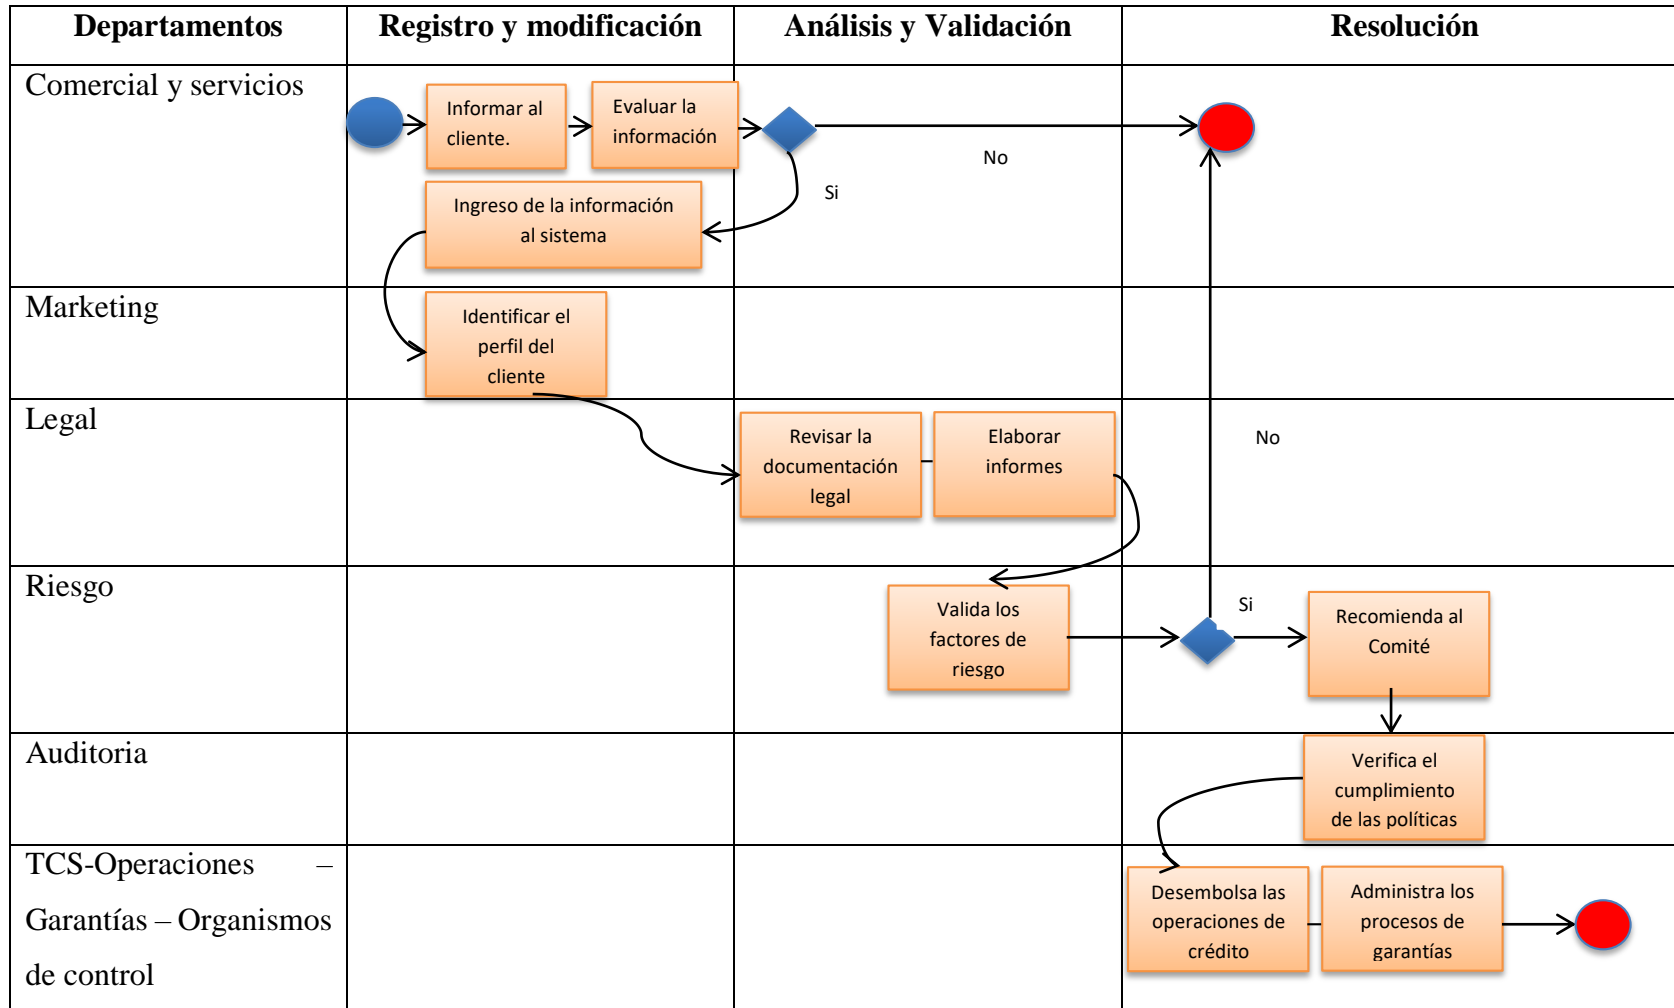 Departamentos
Registro y modificación
Análisis y Validación
Resolución
Comercial y servicios
Informar al
cliente.
Evaluar la
información
No
Si
Ingreso de la información
al sistema
Marketing
Identificar el
perfil del
cliente
Legal
Revisar la
documentación
legal
Elaborar
informes
No
Riesgo
Valida los
factores de
riesgo
Si
Recomienda al
Comité
Auditoria
Verifica el
cumplimiento
de las políticas
TCS-Operaciones –
Garantías – Organismos
de control
Desembolsa las
operaciones de
crédito
Administra los
procesos de
garantías